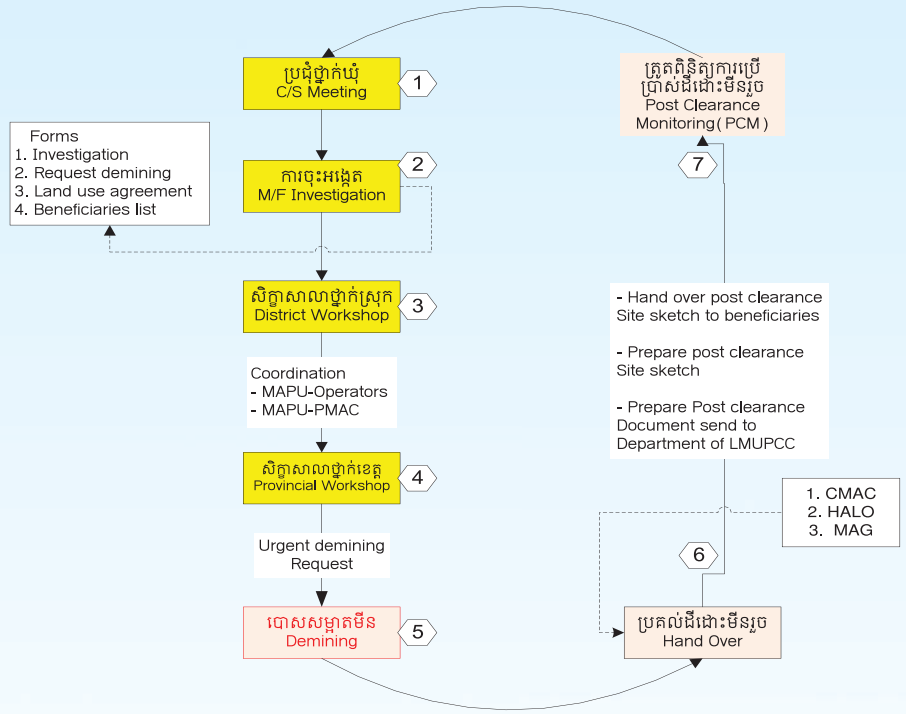 ប្រជុំថ្នាក់ឃុំ
C/S Meeting
1
Forms
1. Investigation
2. Request demining
3. Land use agreement
4. Beneficiaries list
ការចុះអង្កេត
M/F Investigation
2
សិក្ខាសាលាថ្នាក់ស្រុក
District Workshop
3
Coordination
- MAPU-Operators
- MAPU-PMAC
សិក្ខាសាលាថ្នាក់ខេត្ត
Provincial Workshop
4
Urgent demining
Request
បោសសម្អាតមីន
Demining
5
ប្រគល់ដីដោះមីនរួច
Hand Over
6
1. CMAC
2. HALO
3. MAG
- Hand over post clearance
Site sketch to beneficiaries
- Prepare post clearance
Site sketch
- Prepare Post clearance
Document send to
Department of LMUPCC
7
ត្រួតពិនិត្យការប្រើ
ប្រាស់ដីដោះមីនរួច
Post Clearance
Monitoring( PCM )